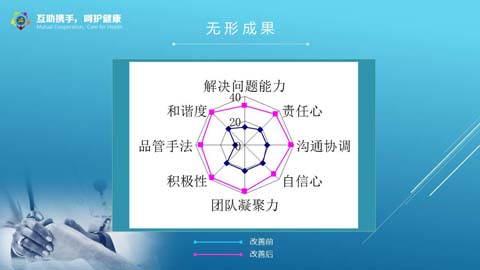 互助携手，呵护健康
Mutual Cooperation, Care for Health
无形成果
解决问题能力
40
和谐度
责任心
20
品管手法
0
沟通协调
积极性
自信心
团队凝聚力
改善前
改善后